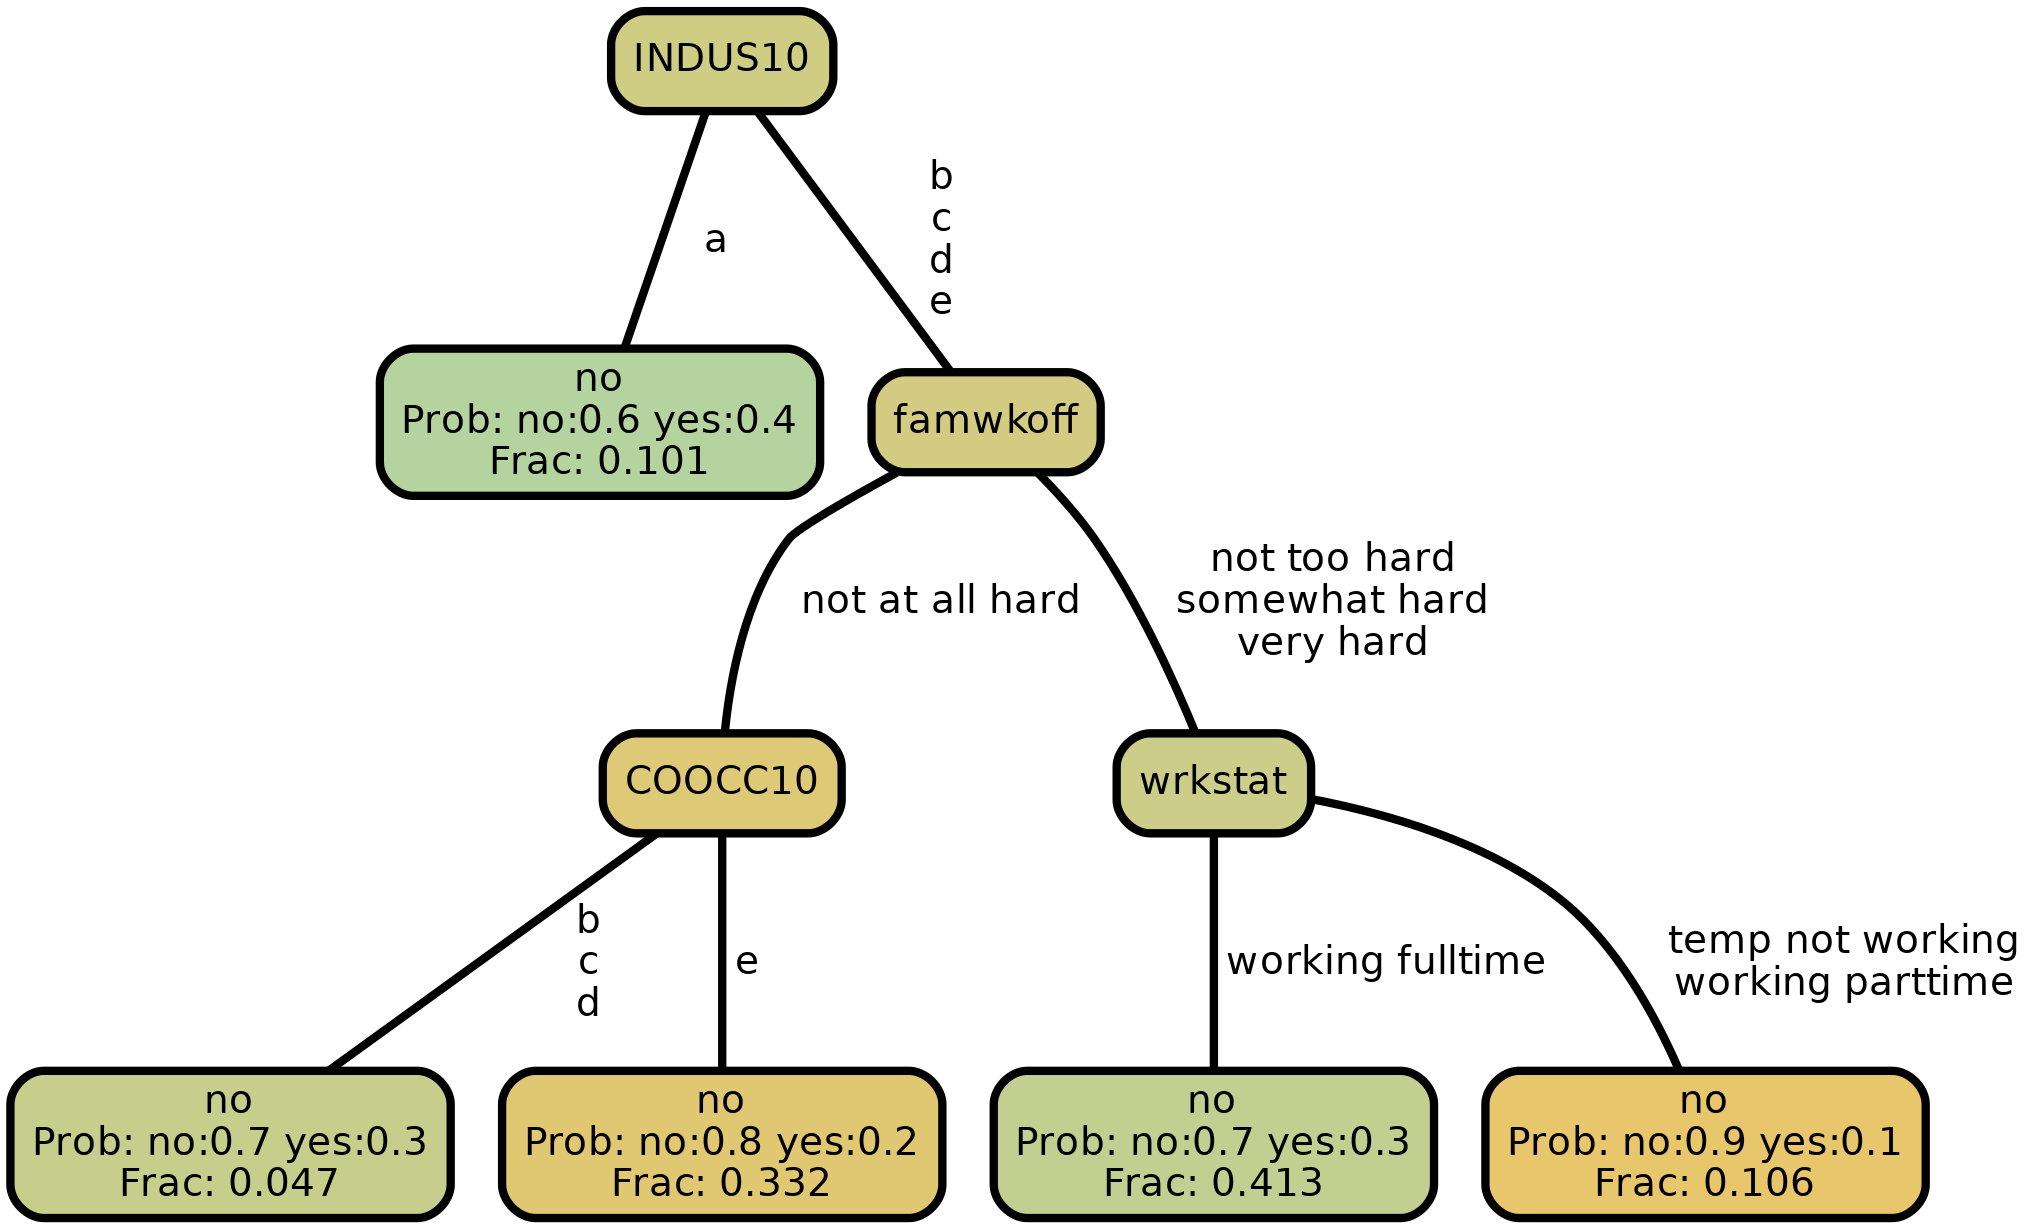 INDUS10
a
b
c
d
e
no
Prob: no:0.6 yes:0.4
Frac: 0.101
famwkoff
not at all hard
not too hard
somewhat hard
very hard
COOCC10
wrkstat
b
c
d
e
working fulltime
temp not working
working parttime
no
Prob: no:0.7 yes:0.3
Frac: 0.047
no
Prob: no:0.8 yes:0.2
Frac: 0.332
no
Prob: no:0.7 yes:0.3
Frac: 0.413
no
Prob: no:0.9 yes:0.1
Frac: 0.106